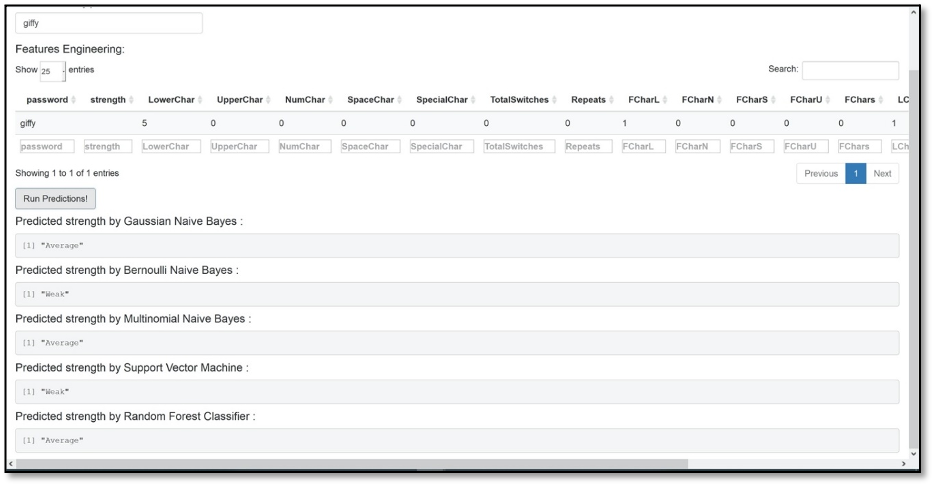 giffy
Features Engineering:
Show 25 entries
Search:
password strength LowerChar UpperChar NumChar SpaceChar SpecialChar TotalSwitches Repeats FCharL FCharN FCharS FCharU FChars LC
giffy 5 0 0 0 0 0 0 1 0 0 0 0 1
password strength LowerChar UpperChar NumChar SpaceChar SpecialChar TotalSwitches Repeats FCharL FCharN FCharS FCharU FChars LCh
Showing 1 to 1 of 1 entries
Previous 1 Next
Run Predictions!
Predicted strength by Gaussian Naive Bayes :
[1] "Average"
Predicted strength by Bernoulli Naive Bayes :
[1] "Weak"
Predicted strength by Multinomial Naive Bayes :
[1] "Average"
Predicted strength by Support Vector Machine :
[1] "Weak"
Predicted strength by Random Forest Classifier :
[1] "Average"